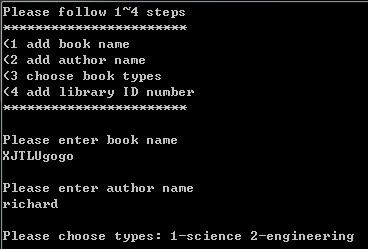 Please follow 1~4 steps
***********************
(1 add book name
(2 add author name
(3 choose book types
(4 add library ID number
***********************
Please enter book name
XJTLUgogo
Please enter author name
richard
Please choose types: 1-science 2-engineering